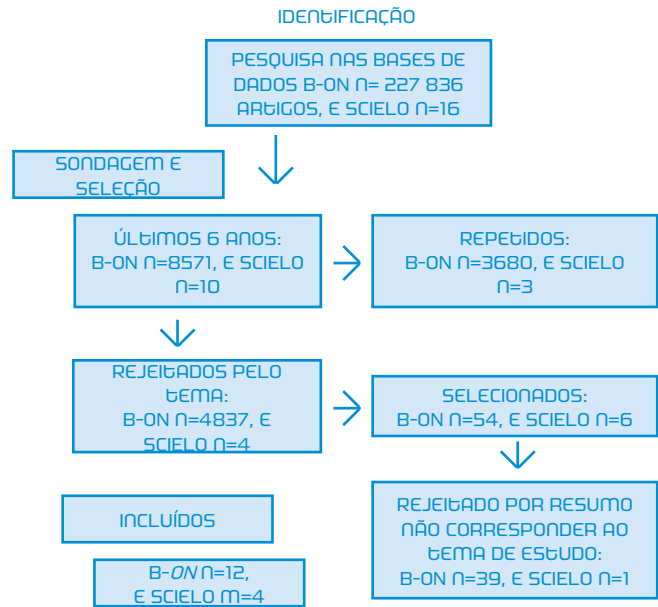 IDENTIFICAÇÃO
PESQUISA NAS BASES DE
DADOS B-ON N= 227 836
ARTIGOS, E SCIELO N=16
SONDAGEM E
SELEÇÃO
ÚLTIMOS 6 ANOS:
B-ON N=8571, E SCIELO
N=10
REPETIDOS:
B-ON N=3680, E SCIELO
N=3
REJEITADOS PELO
TEMA:
B-ON N=4837, E
SCIELO N=4
SELECIONADOS:
B-ON N=54, E SCIELO N=6
INCLUÍDOS
REJEITADO POR RESUMO
NÃO CORRESPONDER AO
TEMA DE ESTUDO:
B-ON N=39, E SCIELO N=1
B-ON N=12,
E SCIELO M=4